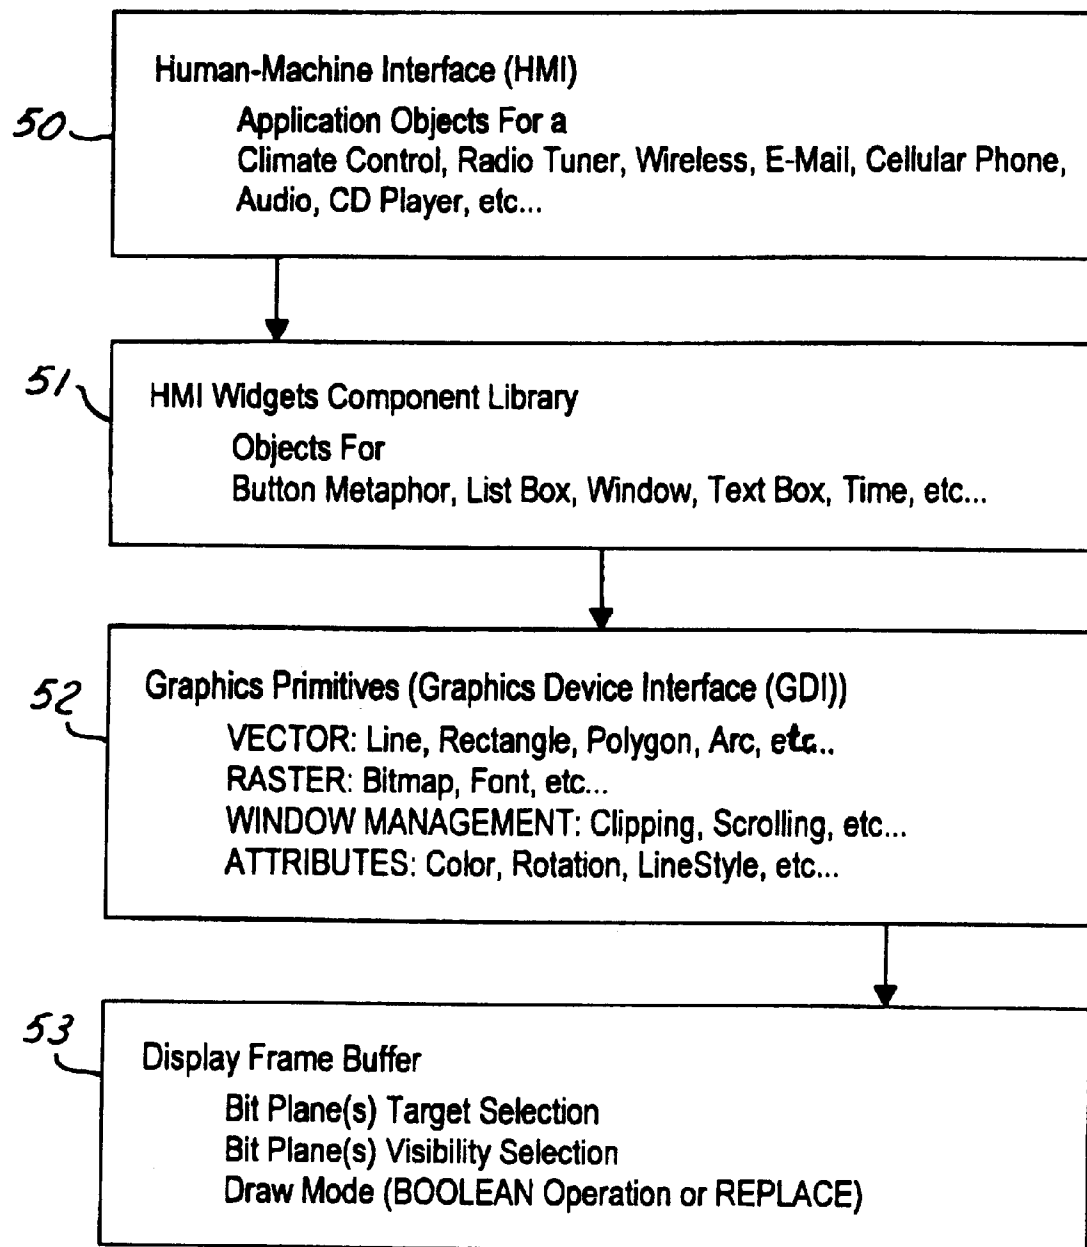 50
Human-Machine Interface (HMI)
Application Objects For a
Climate Control, Radio Tuner, Wireless, E-Mail, Cellular Phone,
Audio, CD Player, etc...
51
HMI Widgets Component Library
Objects For
Button Metaphor, List Box, Window, Text Box, Time, etc...
52
Graphics Primitives (Graphics Device Interface (GDI))
VECTOR: Line, Rectangle, Polygon, Arc, etc...
RASTER: Bitmap, Font, etc...
WINDOW MANAGEMENT: Clipping, Scrolling, etc...
ATTRIBUTES: Color, Rotation, LineStyle, etc...
53
Display Frame Buffer
Bit Plane(s) Target Selection
Bit Plane(s) Visibility Selection
Draw Mode (BOOLEAN Operation or REPLACE)